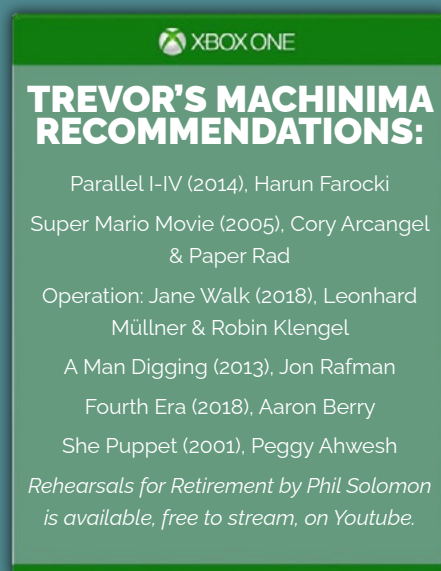 XBOX ONE
TREVOR'S MACHINIMA
RECOMMENDATIONS:
Parallel I-IV (2014), Harun Farocki
Super Mario Movie (2005), Cory Arcangel
& Paper Rad
Operation: Jane Walk (2018), Leonhard
Müllner & Robin Klengel
A Man Digging (2013), Jon Rafman
Fourth Era (2018), Aaron Berry
She Puppet (2001), Peggy Ahwesh
Rehearsals for Retirement by Phil Solomon
is available, free to stream, on Youtube.